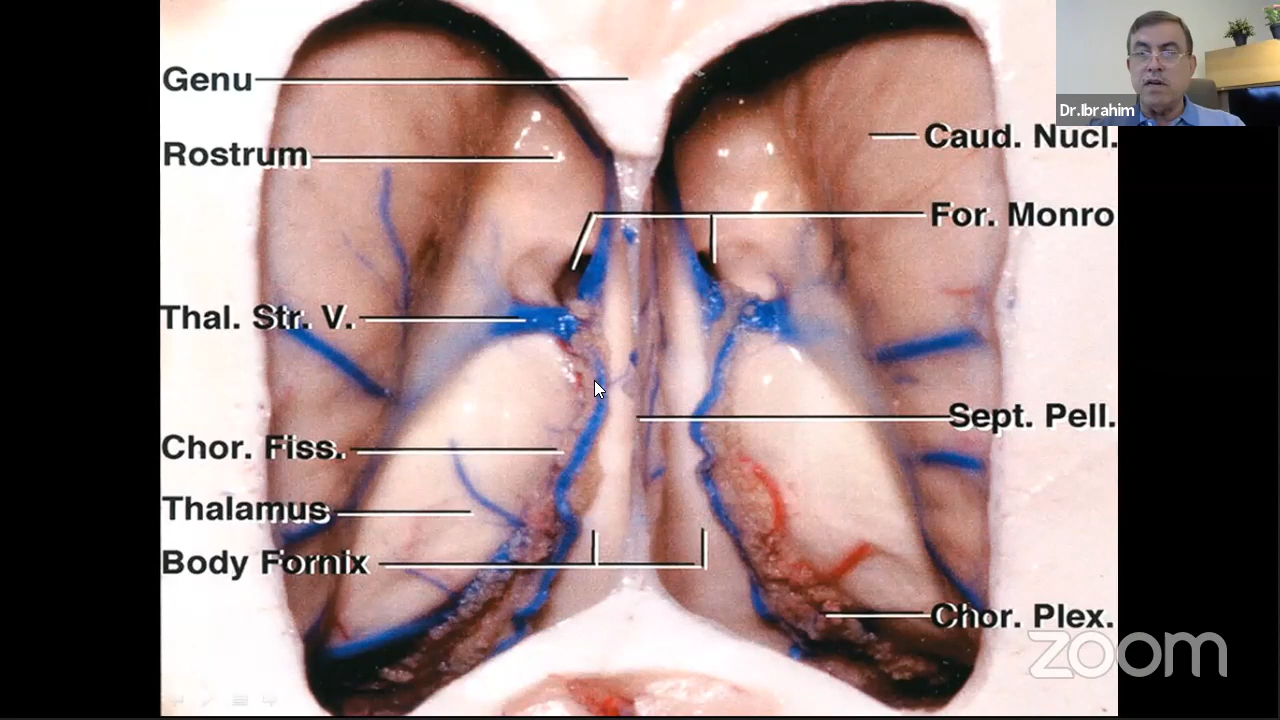 Genu
Rostrum
Thal. Str. V.
Chor. Fiss.
Thalamus
Body Fornix
Dr.Ibrahim
Caud. Nucl.
For. Monro
Sept. Pell.
Chor. Plex.
zoom